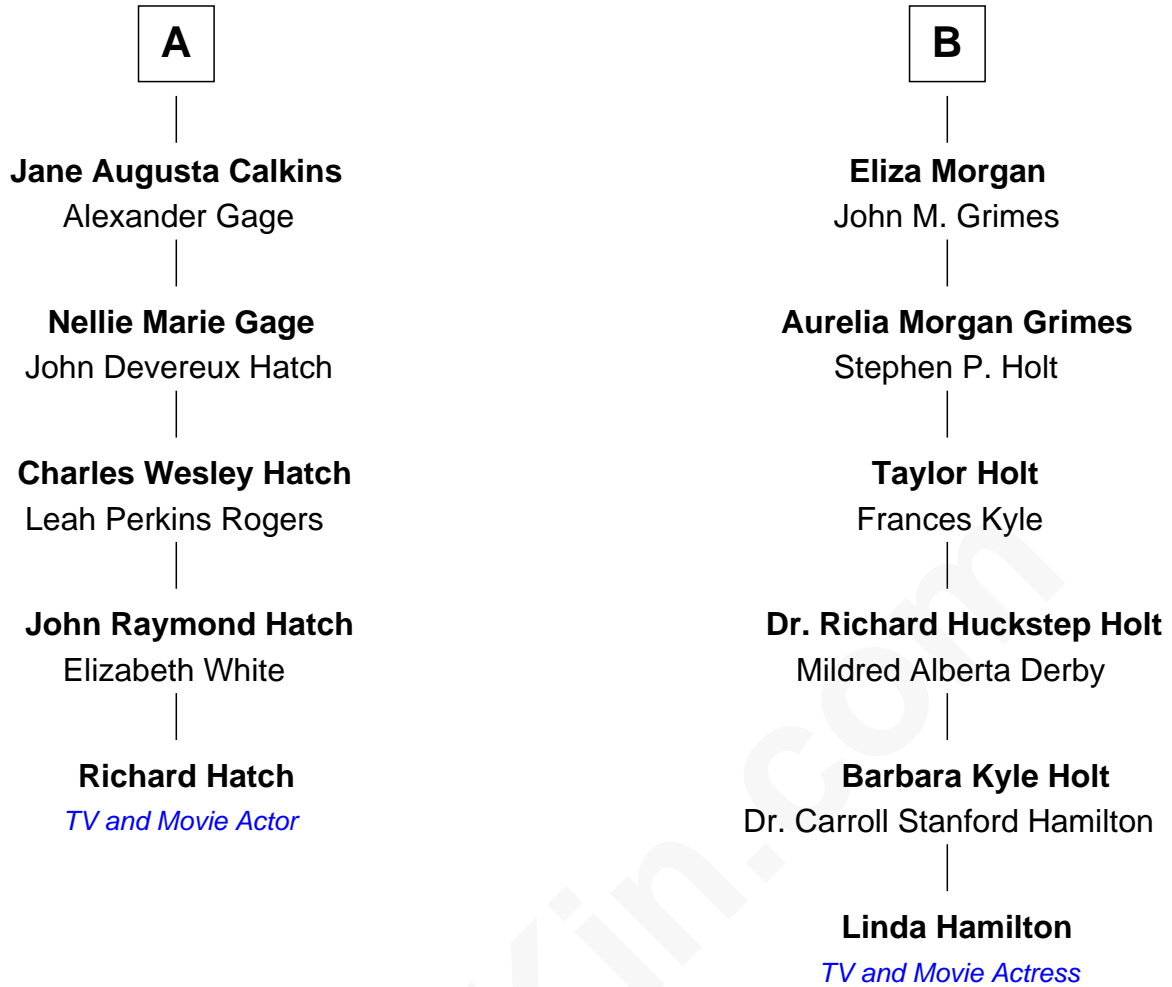 A
Jane Augusta Calkins
Alexander Gage
Nellie Marie Gage
John Devereux Hatch
Charles Wesley Hatch
Leah Perkins Rogers
John Raymond Hatch
Elizabeth White
Richard Hatch
TV and Movie Actor
B
Eliza Morgan
John M. Grimes
Aurelia Morgan Grimes
Stephen P. Holt
Taylor Holt
Frances Kyle
Dr. Richard Huckstep Holt
Mildred Alberta Derby
Barbara Kyle Holt
Dr. Carroll Stanford Hamilton
Linda Hamilton
TV and Movie Actress
Kin.com